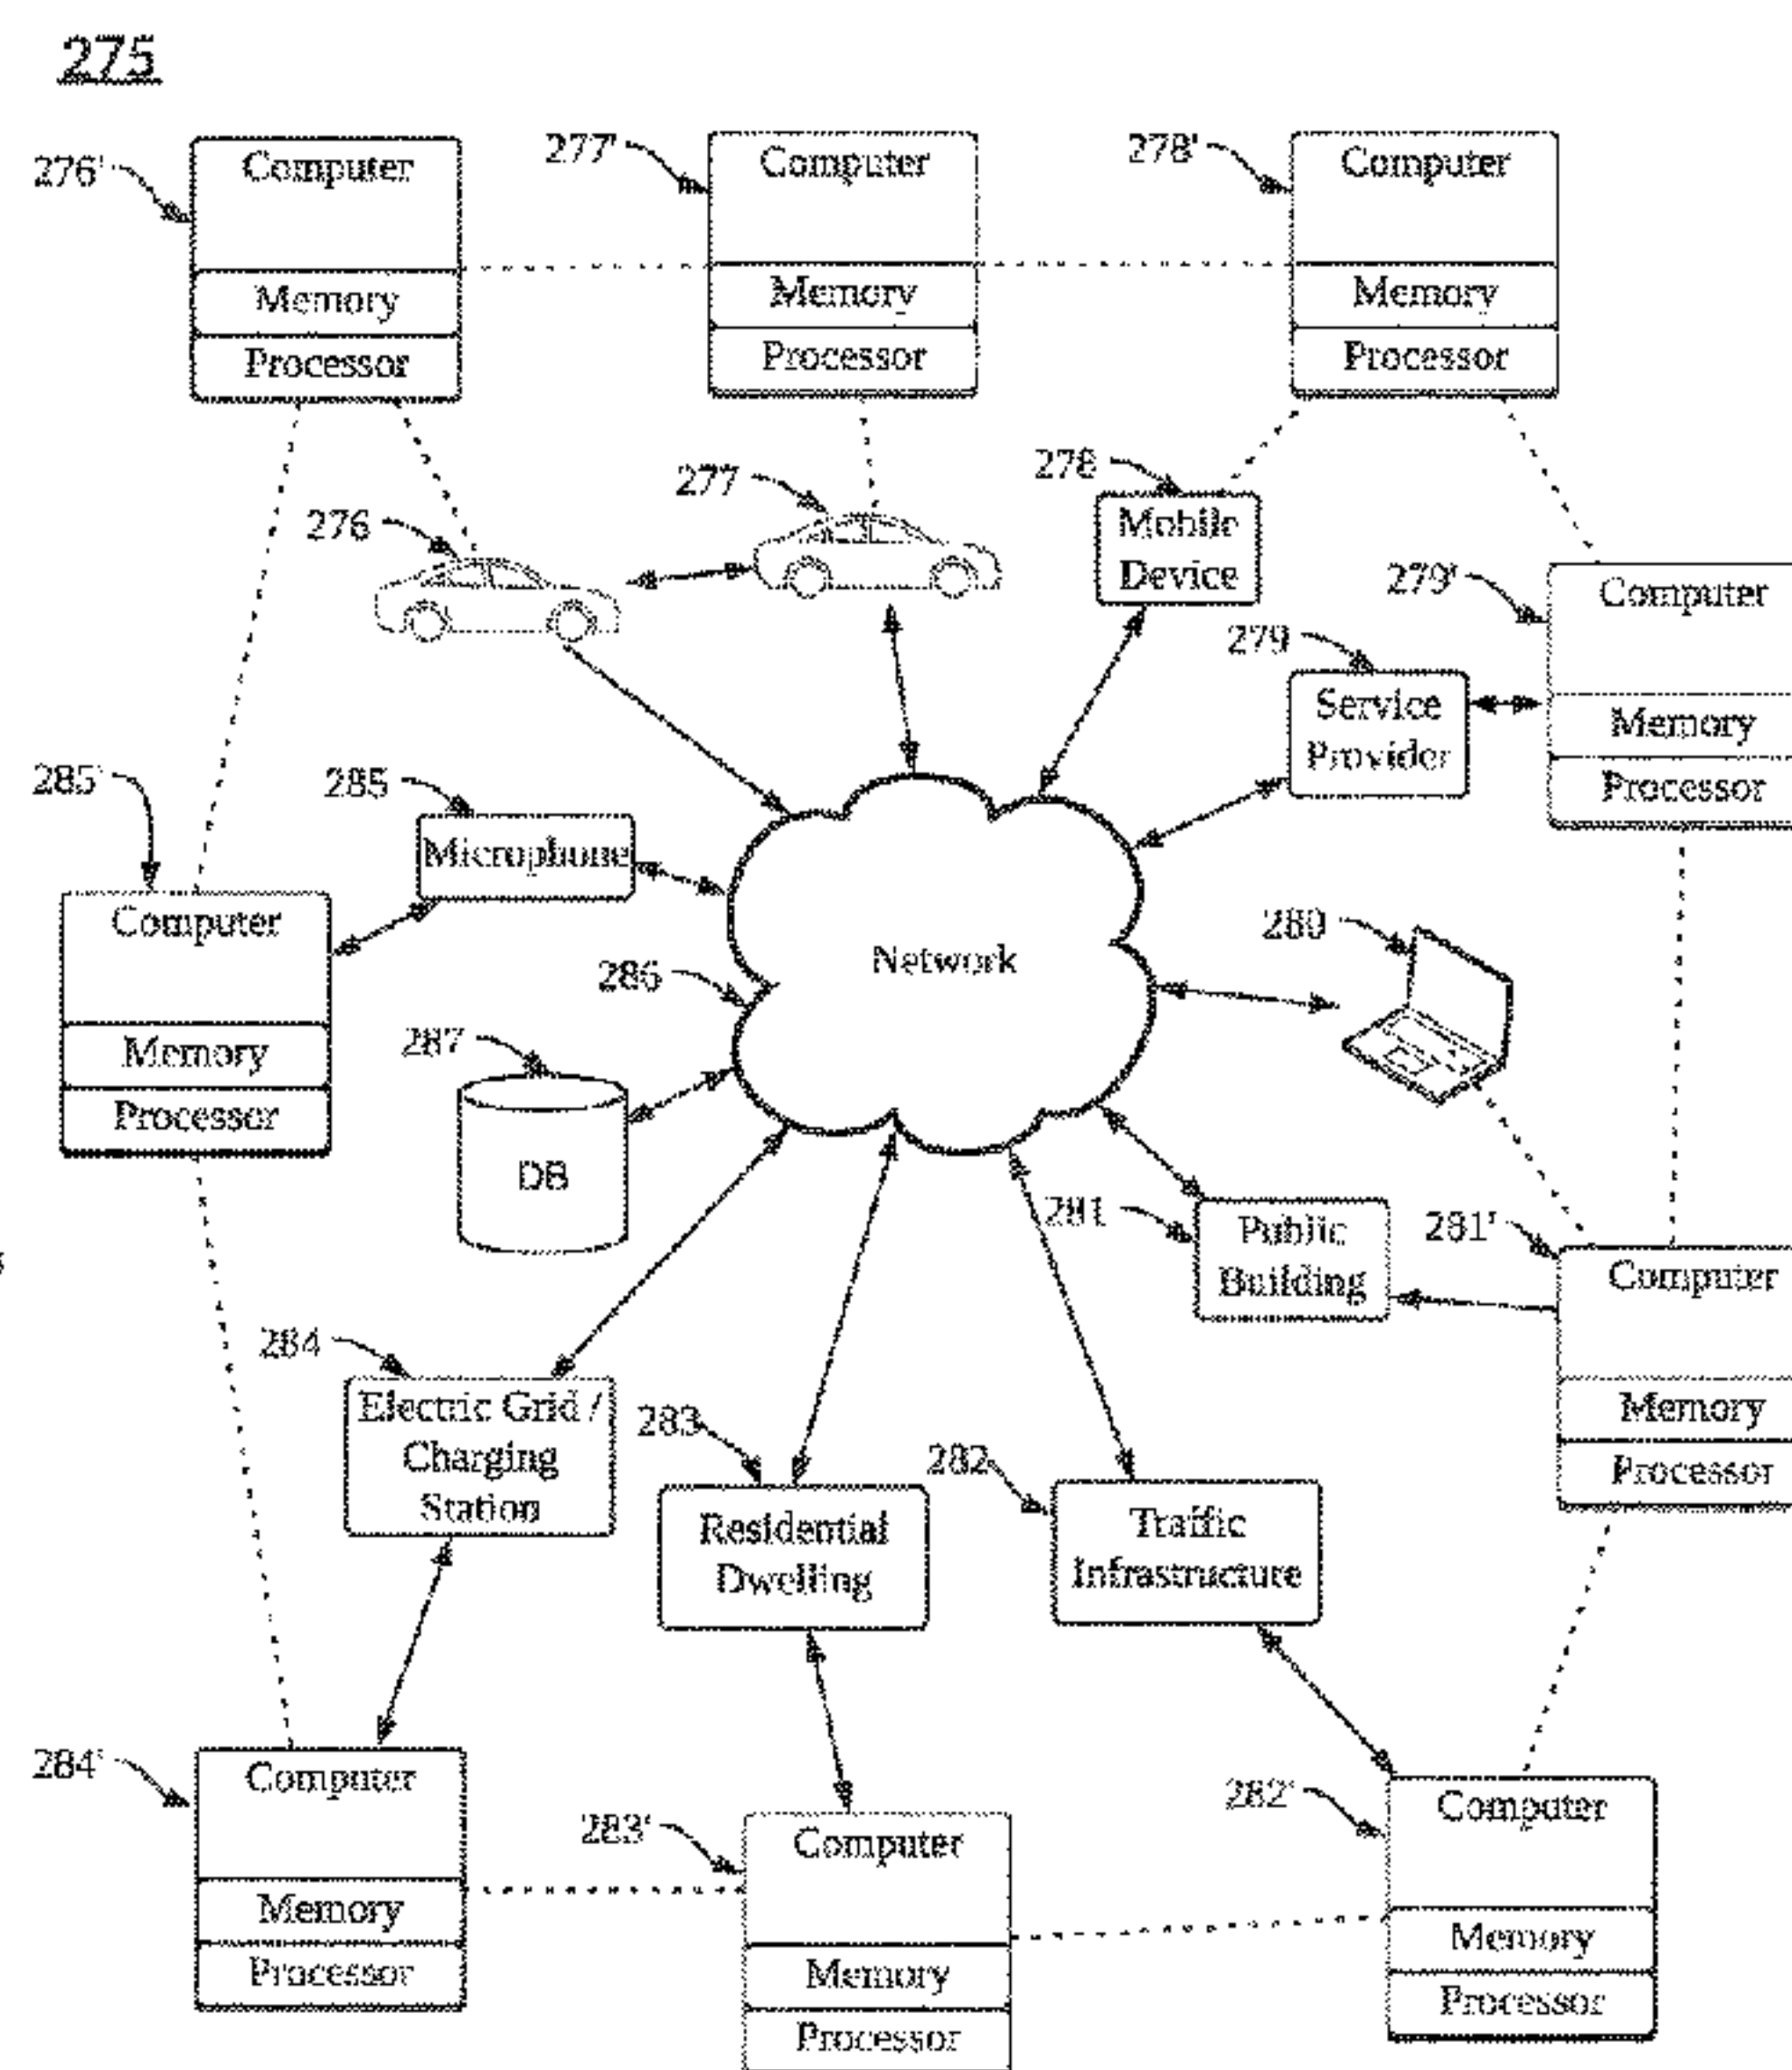 275
276'
Computer
Memory
Processor
277'
Computer
Memory
Processor
278'
Computer
Memory
Processor
276
277
278
Mobile
Device
279'
Computer
Memory
Processor
279
Service
Provider
285'
Computer
Memory
Processor
285
Microphone
Network
286
280
287
DB
281
Public
Building
281'
Computer
Memory
Processor
284
Electric Grid /
Charging
Station
283
Residential
Dwelling
282
Traffic
Infrastructure
284'
Computer
Memory
Processor
283'
Computer
Memory
Processor
282'
Computer
Memory
Processor